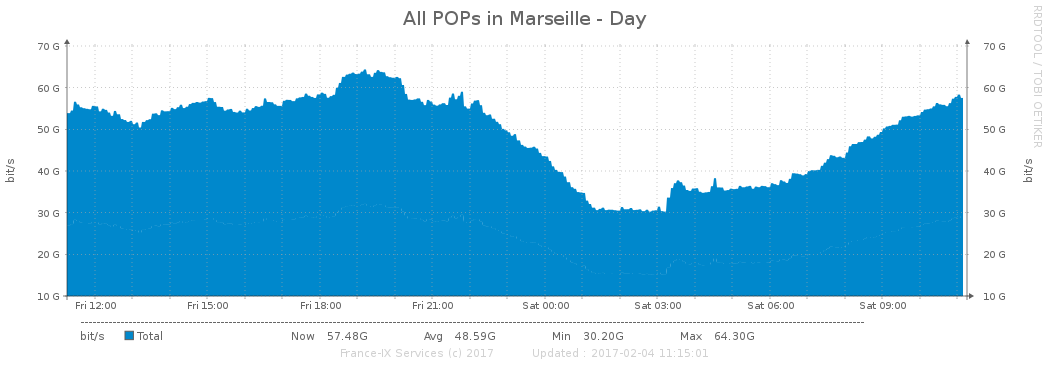 All POPs in Marseille - Day
RRDTOOL / TOBI OETIKER
70 G 70 G
60 G 60 G
50 G 50 G
40 G 40 G
30 G 30 G
20 G 20 G
10 G 10 G
bit/s
bit/s
Fri 12:00 Fri 15:00 Fri 18:00 Fri 21:00 Sat 00:00 Sat 03:00 Sat 06:00 Sat 09:00
bit/s Total Now 57.48G Avg 48.59G Min 30.20G Max 64.30G
France-IX Services (c) 2017 Updated : 2017-02-04 11:15:01